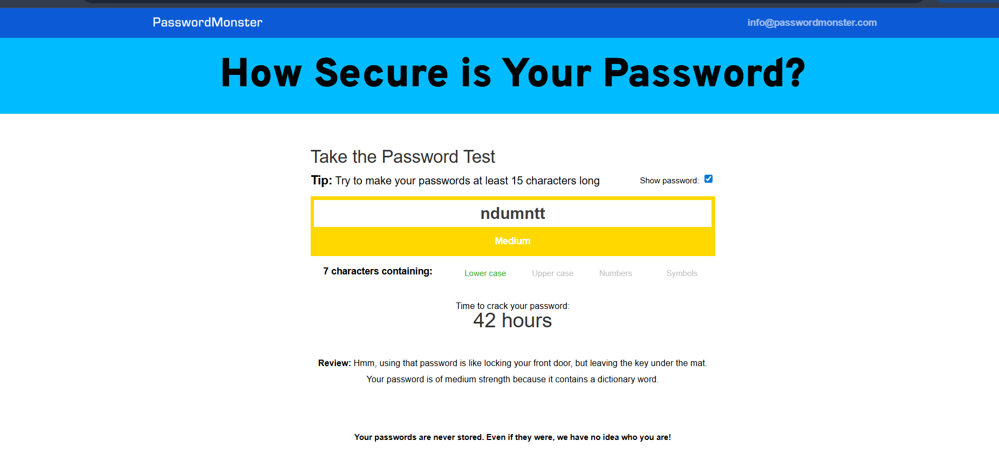 PasswordMonster
info@passwordmonster.com
How Secure is Your Password?
Take the Password Test
Tip: Try to make your passwords at least 15 characters long
Show password:
ndumntt
Medium
7 characters containing:
Lower case
Upper case
Numbers
Symbols
Time to crack your password:
42 hours
Review: Hmm, using that password is like locking your front door, but leaving the key under the mat.
Your password is of medium strength because it contains a dictionary word.
Your passwords are never stored. Even if they were, we have no idea who you are!